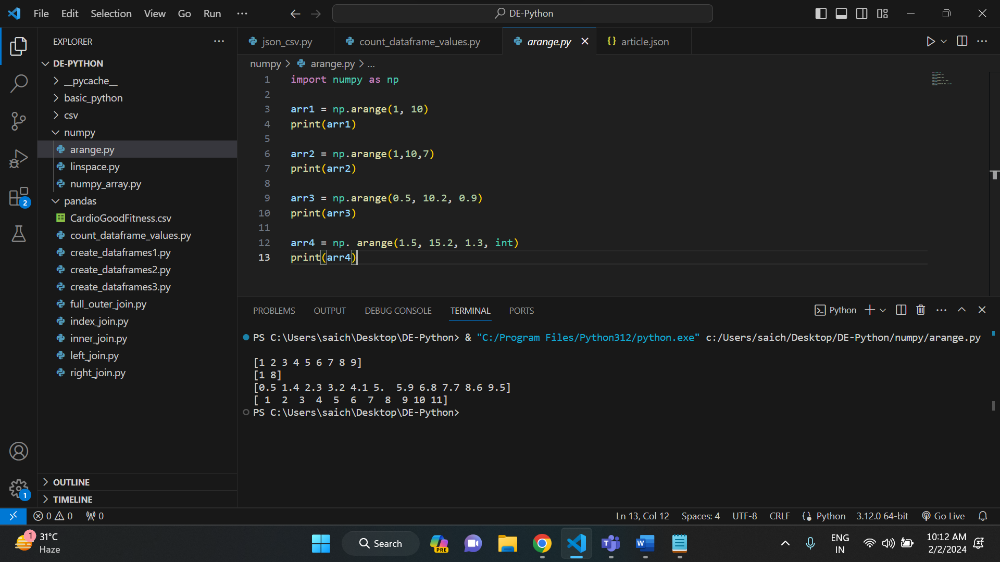 File Edit Selection View Go Run ···
DE-Python
EXPLORER ···
DE-PYTHON
__pycache__
basic_python
csv
numpy
arange.py
linspace.py
numpy_array.py
pandas
CardioGoodFitness.csv
count_dataframe_values.py
create_dataframes1.py
create_dataframes2.py
create_dataframes3.py
full_outer_join.py
index_join.py
inner_join.py
left_join.py
right_join.py
OUTLINE
TIMELINE
2
1
json_csv.py count_dataframe_values.py arange.py {} article.json
numpy > arange.py > ...
1 import numpy as np
2
3 arr1 = np.arange(1, 10)
4 print(arr1)
5
6 arr2 = np.arange(1,10,7)
7 print(arr2)
8
9 arr3 = np.arange(0.5, 10.2, 0.9)
10 print(arr3)
11
12 arr4 = np. arange(1.5, 15.2, 1.3, int)
13 print(arr4)
PROBLEMS OUTPUT DEBUG CONSOLE TERMINAL PORTS
Python
PS C:\Users\saich\Desktop\DE-Python> & "C:/Program Files/Python312/python.exe" c:/Users/saich/Desktop/DE-Python/numpy/arange.py
[1 2 3 4 5 6 7 8 9]
[1 8]
[0.5 1.4 2.3 3.2 4.1 5.  5.9 6.8 7.7 8.6 9.5]
[ 1  2  3  4  5  6  7  8  9 10 11]
PS C:\Users\saich\Desktop\DE-Python>
0 0 0
Ln 13, Col 12 Spaces: 4 UTF-8 CRLF {} Python 3.12.0 64-bit Go Live
1
31°C
Haze
Search
PRE
ENG
IN
10:12 AM
2/2/2024